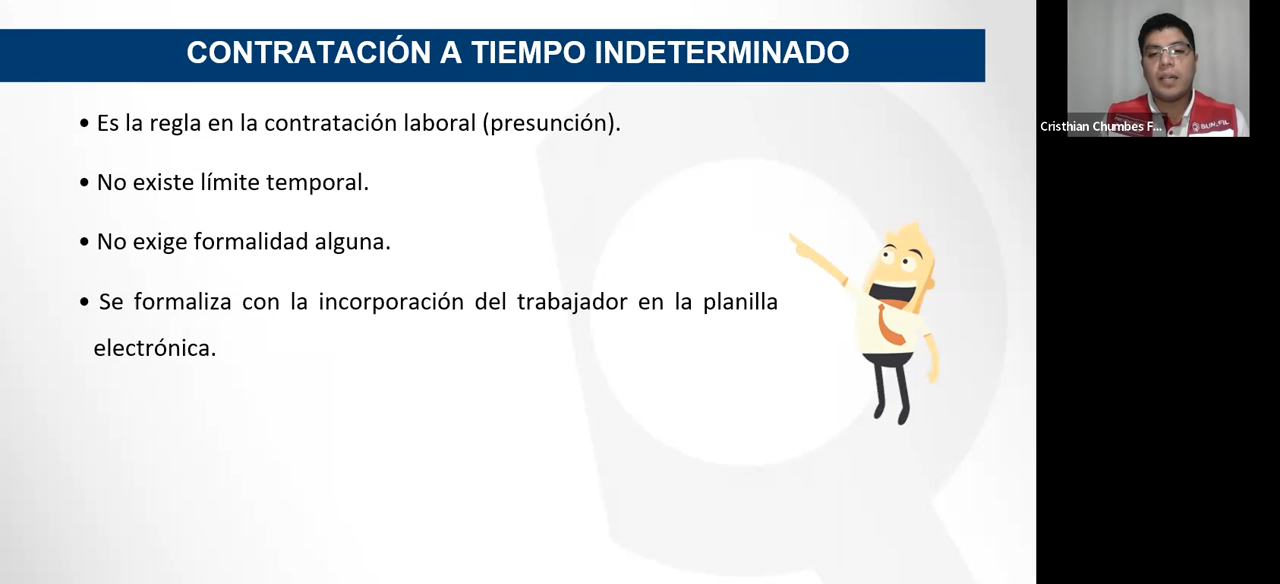 CONTRATACIÓN A TIEMPO INDETERMINADO
• Es la regla en la contratación laboral (presunción).
• No existe límite temporal.
• No exige formalidad alguna.
• Se formaliza con la incorporación del trabajador en la planilla
electrónica.
Cristhian Chumbes F...